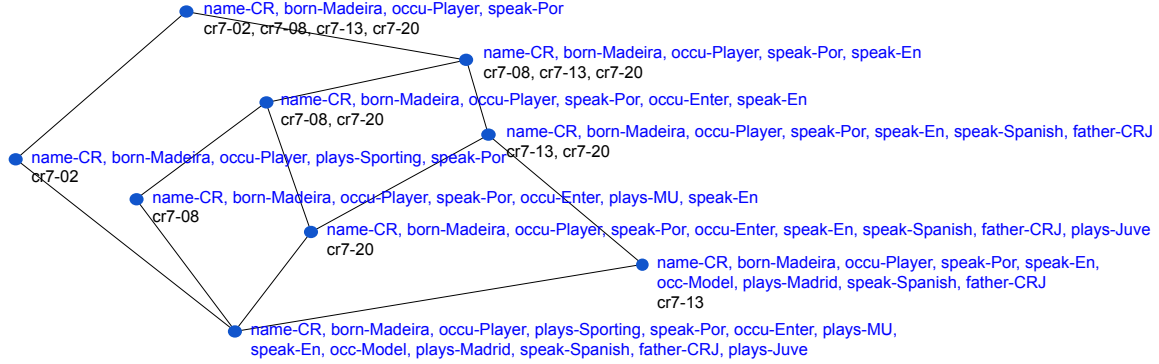 name-CR, born-Madeira, occu-Player, speak-Por
cr7-02, cr7-08, cr7-13, cr7-20
name-CR, born-Madeira, occu-Player, speak-Por, speak-En
cr7-08, cr7-13, cr7-20
name-CR, born-Madeira, occu-Player, speak-Por, occu-Enter, speak-En
cr7-08, cr7-20
name-CR, born-Madeira, occu-Player, speak-Por, speak-En, speak-Spanish, father-CRJ
cr7-13, cr7-20
name-CR, born-Madeira, occu-Player, plays-Sporting, speak-Por
cr7-02
name-CR, born-Madeira, occu-Player, speak-Por, occu-Enter, plays-MU, speak-En
cr7-08
name-CR, born-Madeira, occu-Player, speak-Por, occu-Enter, speak-En, speak-Spanish, father-CRJ, plays-Juve
cr7-20
name-CR, born-Madeira, occu-Player, speak-Por, speak-En,
occ-Model, plays-Madrid, speak-Spanish, father-CRJ
cr7-13
name-CR, born-Madeira, occu-Player, plays-Sporting, speak-Por, occu-Enter, plays-MU,
speak-En, occ-Model, plays-Madrid, speak-Spanish, father-CRJ, plays-Juve